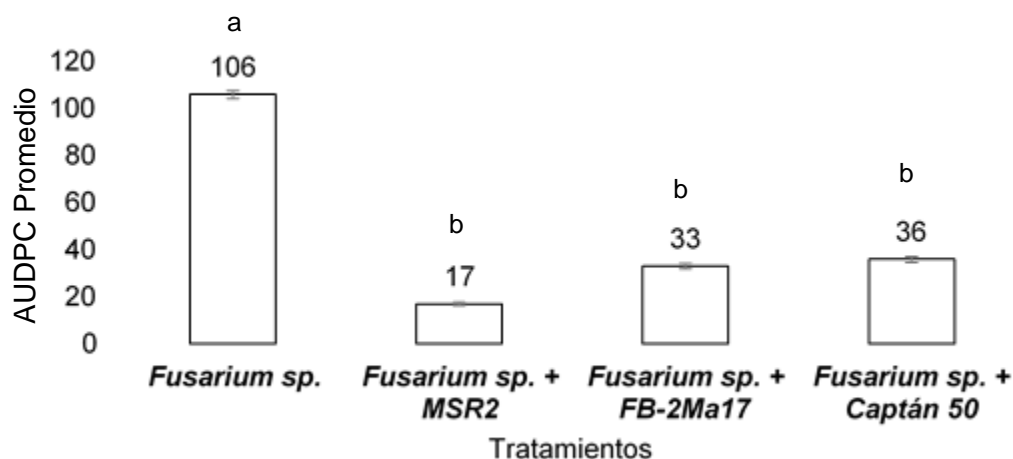 a
106
b
17
b
33
b
36
AUDPC Promedio
120
100
80
60
40
20
0
Fusarium sp.
Fusarium sp. +
MSR2
Fusarium sp. +
FB-2Ma17
Fusarium sp. +
Captán 50
Tratamientos